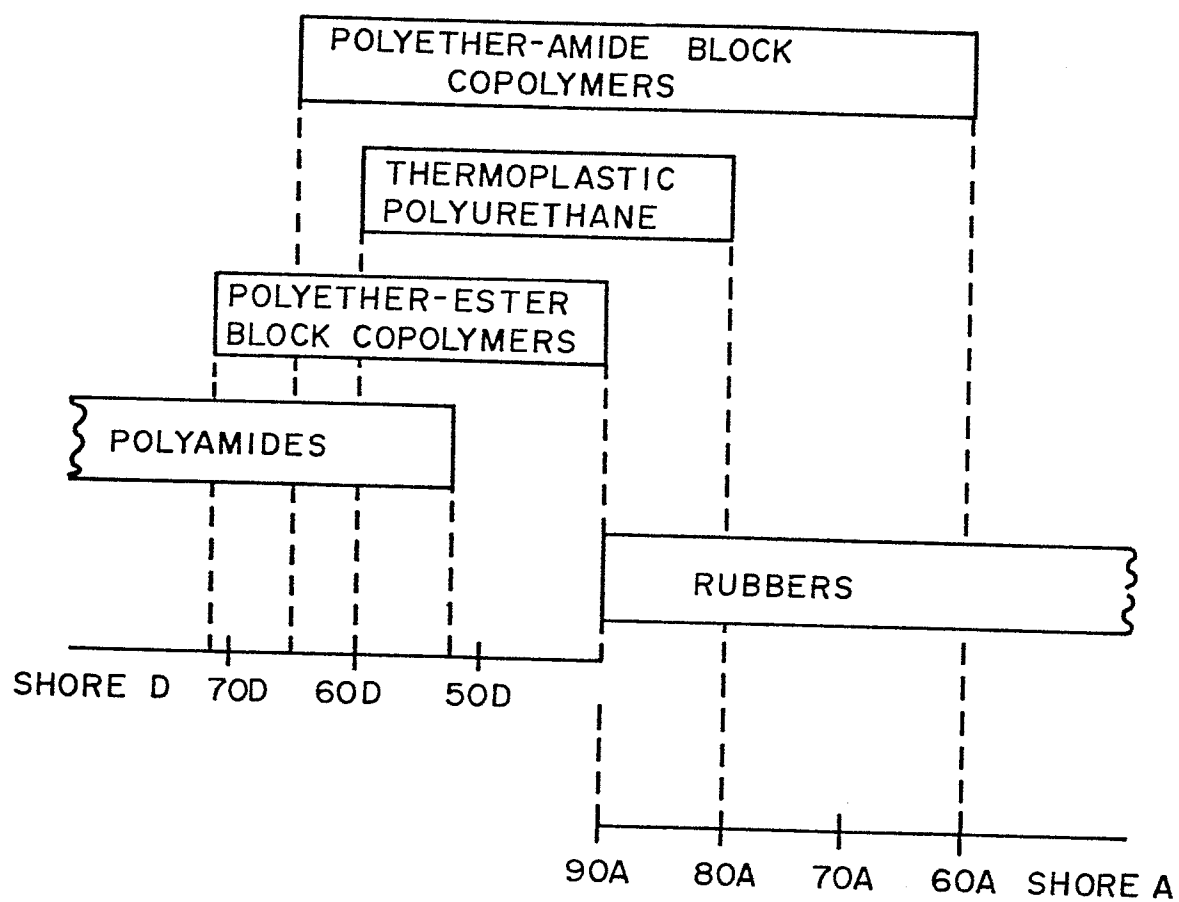 POLYETHER-AMIDE BLOCK
COPOLYMERS
THERMOPLASTIC
POLYURETHANE
POLYETHER-ESTER
BLOCK COPOLYMERS
POLYAMIDES
RUBBERS
SHORE D 70D 60D 50D
90A 80A 70A 60A SHORE A